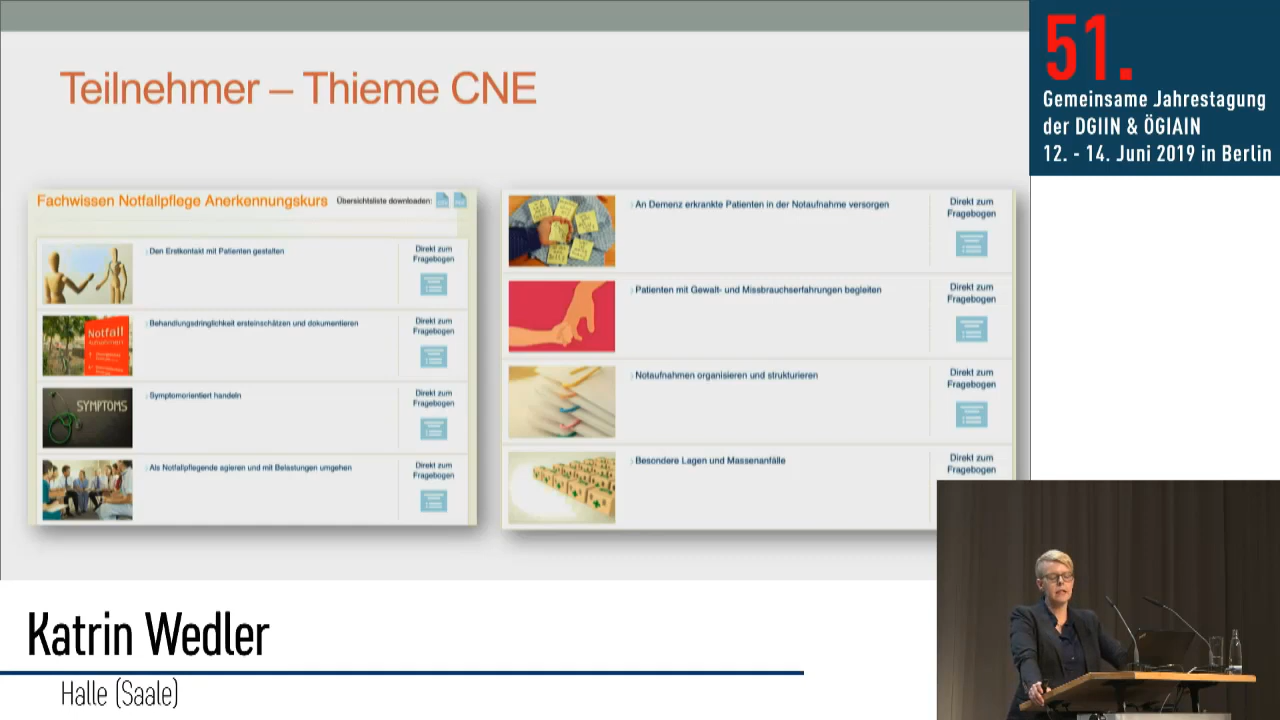 Teilnehmer – Thieme CNE
Fachwissen Notfallpflege Anerkennungskurs
Übersichtsliste downloaden:
Den Erstkontakt mit Patienten gestalten
Direkt zum
Fragebogen
Notfall
Behandlungsdringlichkeit ersteinschätzen und dokumentieren
Direkt zum
Fragebogen
SYMPTOMS
Symptomorientiert handeln
Direkt zum
Fragebogen
Als Notfallpflegende agieren und mit Belastungen umgehen
Direkt zum
Fragebogen
An Demenz erkrankte Patienten in der Notaufnahme versorgen
Direkt zum
Fragebogen
Patienten mit Gewalt- und Missbrauchserfahrungen begleiten
Direkt zum
Fragebogen
Notaufnahmen organisieren und strukturieren
Direkt zum
Fragebogen
Besondere Lagen und Massenanfälle
Direkt zum
Fragebogen
51.
Gemeinsame Jahrestagung
der DGIIN & ÖGIAIN
12. - 14. Juni 2019 in Berlin
Katrin Wedler
Halle (Saale)